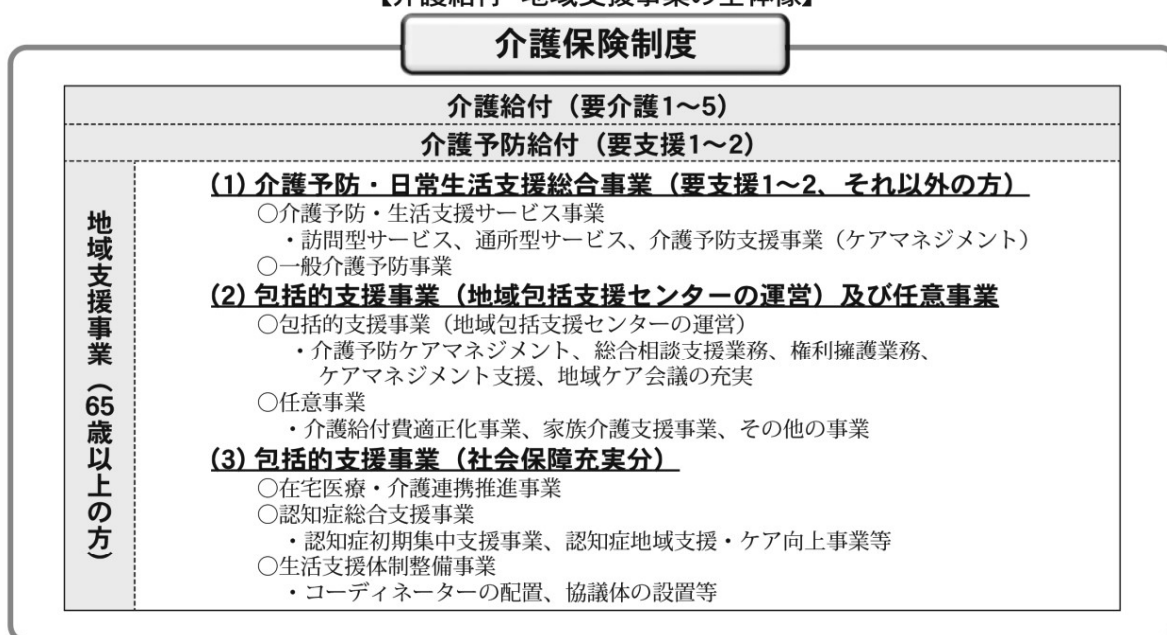 【介護給付・地域支援事業の全体像】
介護保険制度
介護給付（要介護1～5）
介護予防給付（要支援1～2）
地域支援事業（65歳以上の方）
(1) 介護予防・日常生活支援総合事業（要支援1～2、それ以外の方）
○介護予防・生活支援サービス事業
・訪問型サービス、通所型サービス、介護予防支援事業（ケアマネジメント）
○一般介護予防事業
(2) 包括的支援事業（地域包括支援センターの運営）及び任意事業
○包括的支援事業（地域包括支援センターの運営）
・介護予防ケアマネジメント、総合相談支援業務、権利擁護業務、
ケアマネジメント支援、地域ケア会議の充実
○任意事業
・介護給付費適正化事業、家族介護支援事業、その他の事業
(3) 包括的支援事業（社会保障充実分）
○在宅医療・介護連携推進事業
○認知症総合支援事業
・認知症初期集中支援事業、認知症地域支援・ケア向上事業等
○生活支援体制整備事業
・コーディネーターの配置、協議体の設置等